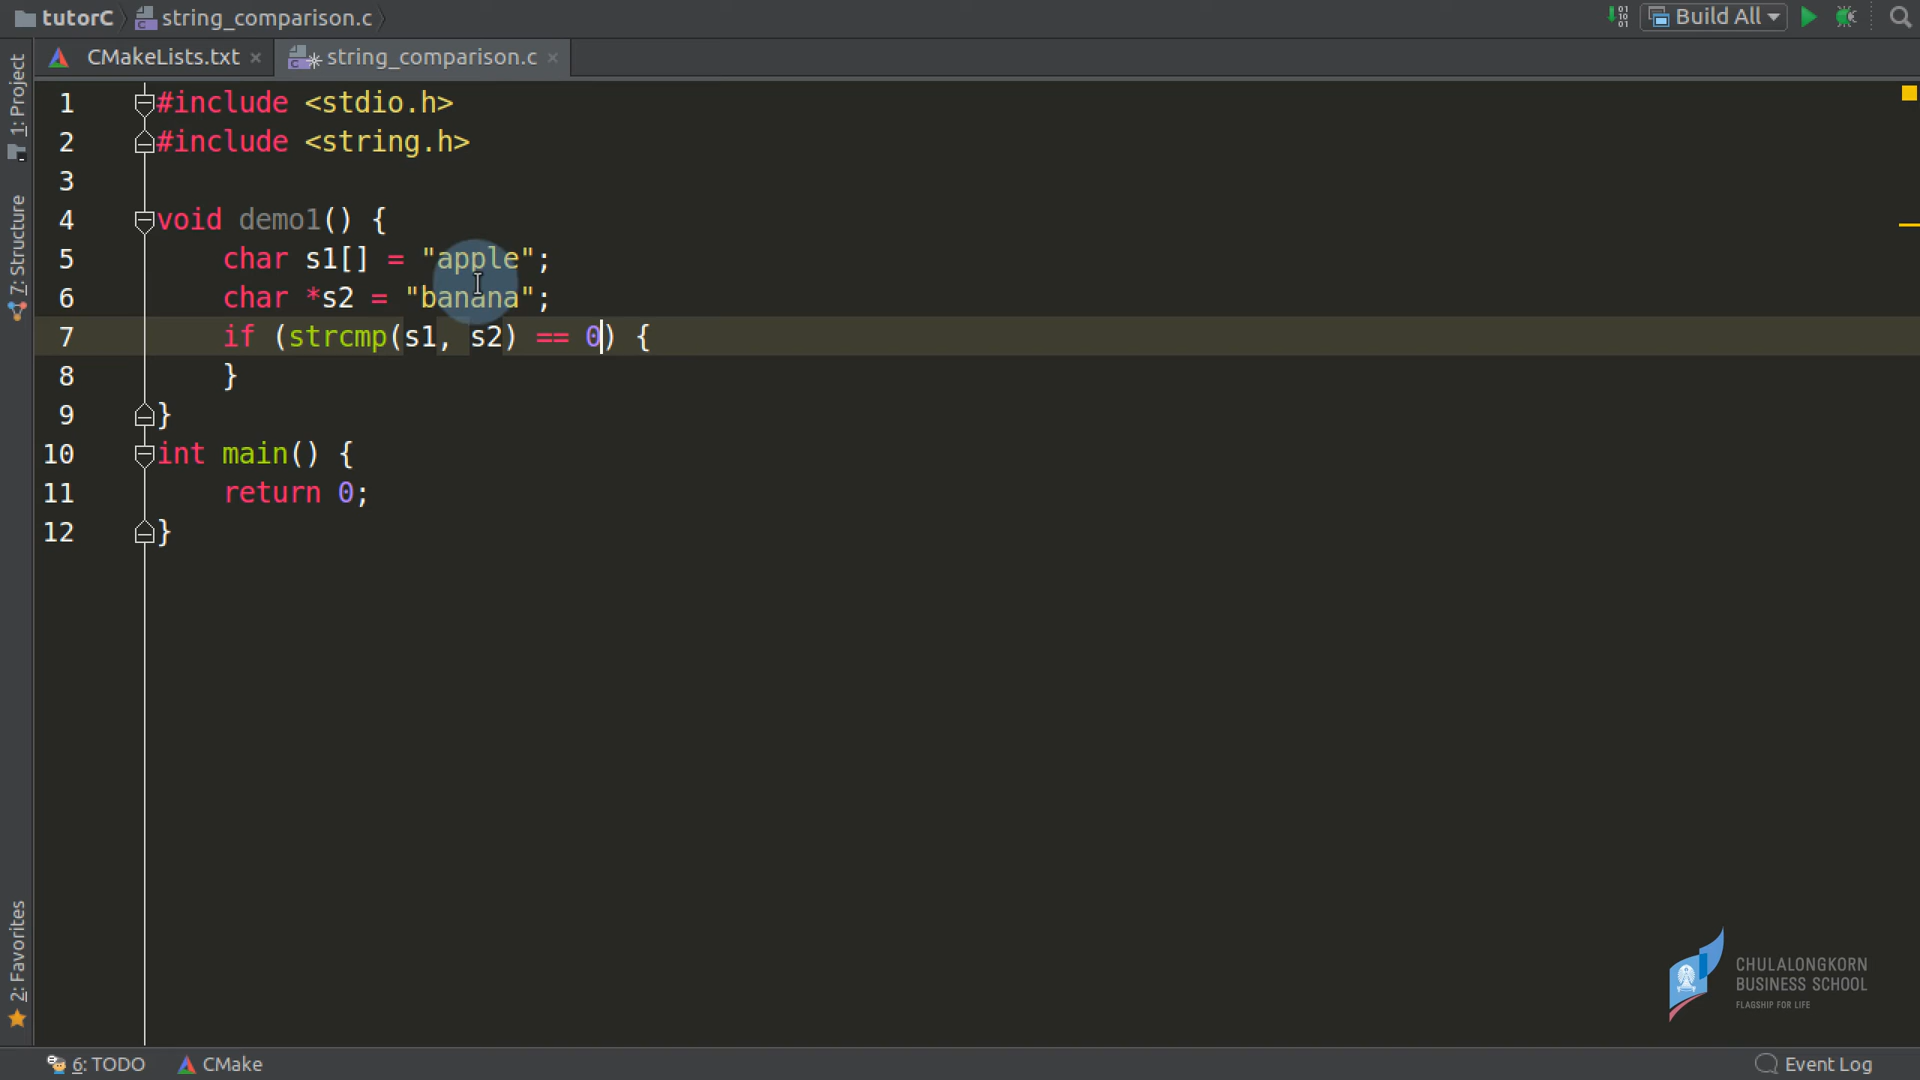 tutorC string_comparison.c Build All
CMakeLists.txt string_comparison.c
1: Project
7: Structure
2: Favorites
1 #include <stdio.h>
2 #include <string.h>
3
4 void demo1() {
5 char s1[] = "apple";
6 char *s2 = "banana";
7 if (strcmp(s1, s2) == 0) {
8 }
9 }
10 int main() {
11 return 0;
12 }
CHULALONGKORN
BUSINESS SCHOOL
FLAGSHIP FOR LIFE
6: TODO CMake Event Log